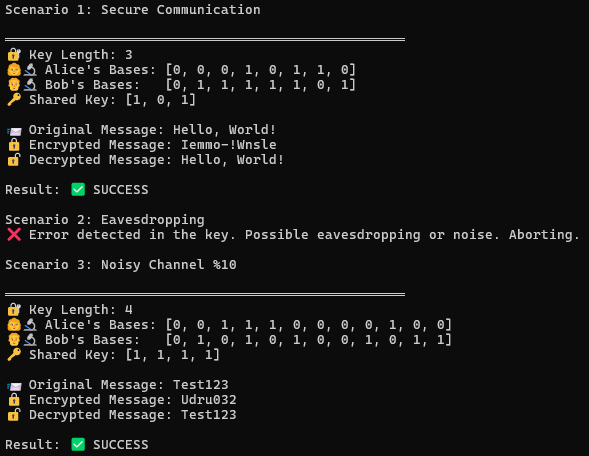 Scenario 1: Secure Communication
🔐 Key Length: 3
👩‍🔬 Alice's Bases: [0, 0, 0, 1, 0, 1, 1, 0]
👨‍🔬 Bob's Bases:   [0, 1, 1, 1, 1, 1, 0, 1]
🔑 Shared Key: [1, 0, 1]
📨 Original Message: Hello, World!
🔒 Encrypted Message: Iemmo-!Wnsle
🔓 Decrypted Message: Hello, World!
Result: ✅ SUCCESS
Scenario 2: Eavesdropping
❌ Error detected in the key. Possible eavesdropping or noise. Aborting.
Scenario 3: Noisy Channel %10
🔐 Key Length: 4
👩‍🔬 Alice's Bases: [0, 0, 1, 1, 1, 0, 0, 0, 0, 1, 0, 0]
👨‍🔬 Bob's Bases:   [0, 1, 0, 1, 0, 1, 0, 0, 1, 0, 1, 1]
🔑 Shared Key: [1, 1, 1, 1]
📨 Original Message: Test123
🔒 Encrypted Message: Udru032
🔓 Decrypted Message: Test123
Result: ✅ SUCCESS